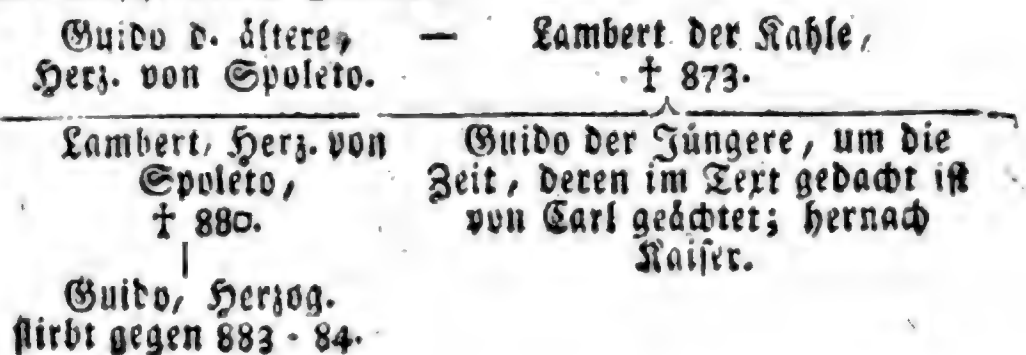 Guido d. ältere, — Lambert der Kahle,
Herz. von Spoleto. † 873.
Lambert, Herz. von
Spoleto,
† 880.
Guido der Jüngere, um die
Zeit, deren im Text gedacht ist
von Carl geächtet; hernach
Kaiser.
Guido, Herzog.
stirbt gegen 883 - 84.